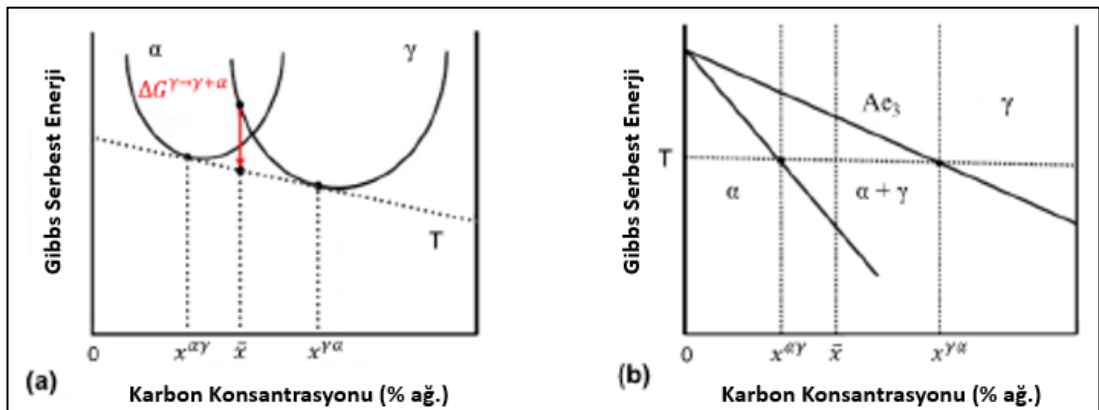 Gibbs Serbest Enerji
α
γ
ΔG^{γ→γ+α}
T
0
x^{αγ}
x̄
x^{γα}
(a)
Karbon Konsantrasyonu (% ağ.)
Gibbs Serbest Enerji
Ae₃
γ
T
α
α + γ
0
x^{αγ}
x̄
x^{γα}
(b)
Karbon Konsantrasyonu (% ağ.)